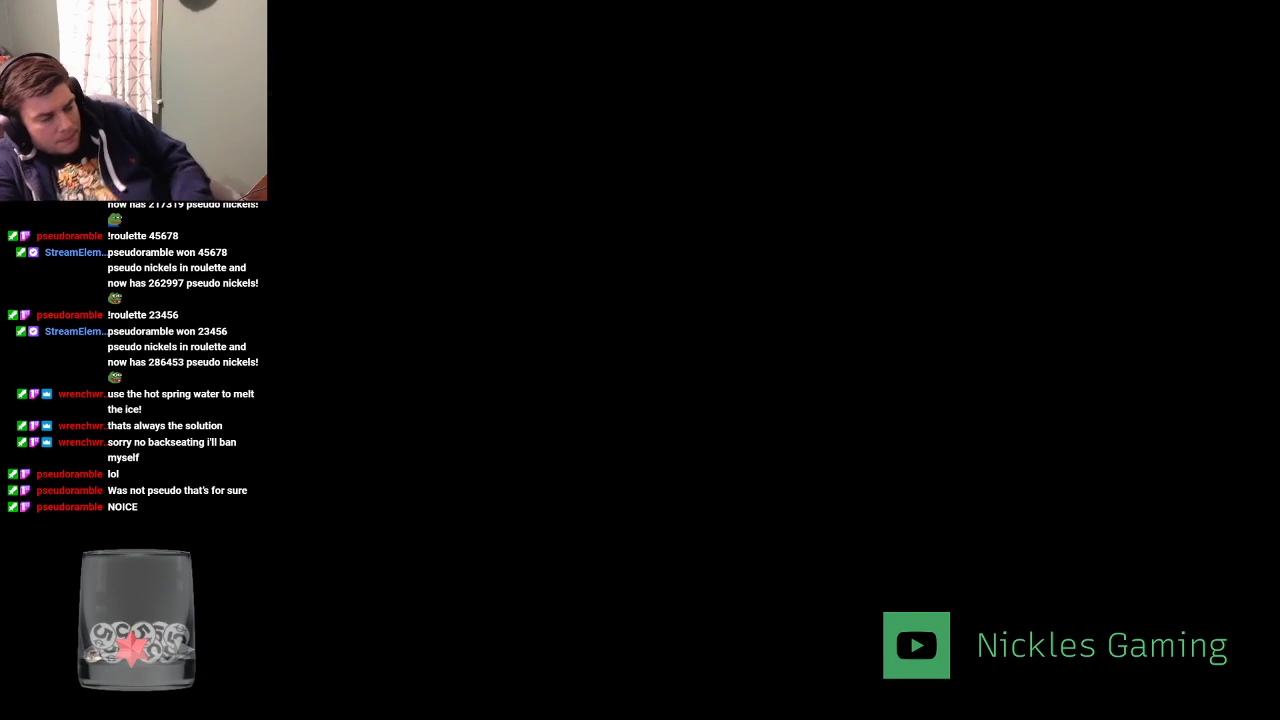 now has 217319 pseudo nickels!
pseudoramble !roulette 45678
StreamElem.. pseudoramble won 45678
pseudo nickels in roulette and
now has 262997 pseudo nickels!
pseudoramble !roulette 23456
StreamElem.. pseudoramble won 23456
pseudo nickels in roulette and
now has 286453 pseudo nickels!
wrenchwr.. use the hot spring water to melt
the ice!
wrenchwr.. thats always the solution
wrenchwr.. sorry no backseating i'll ban
myself
pseudoramble lol
pseudoramble Was not pseudo that's for sure
pseudoramble NOICE
Nickles Gaming